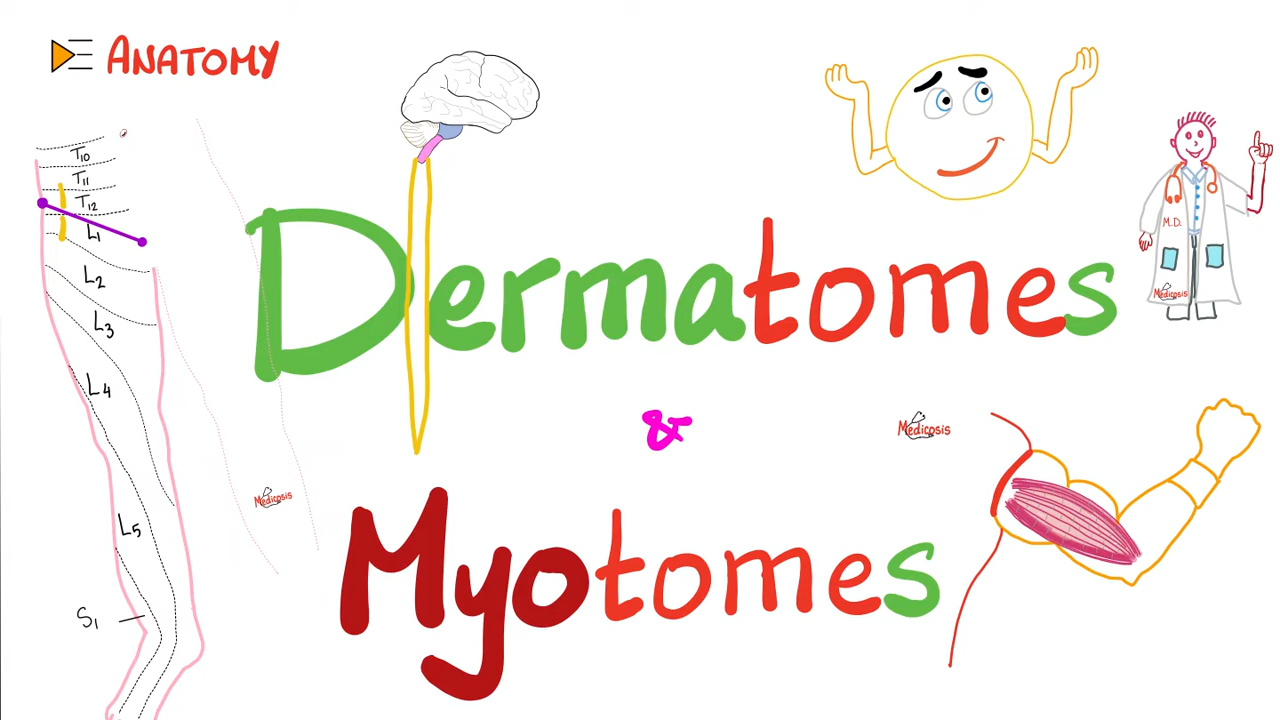 ANATOMY
T10
T11
T12
L1
L2
L3
L4
L5
S1
Medicosis
Dermatomes
&
Myotomes
M.D.
Medicosis
Medicosis